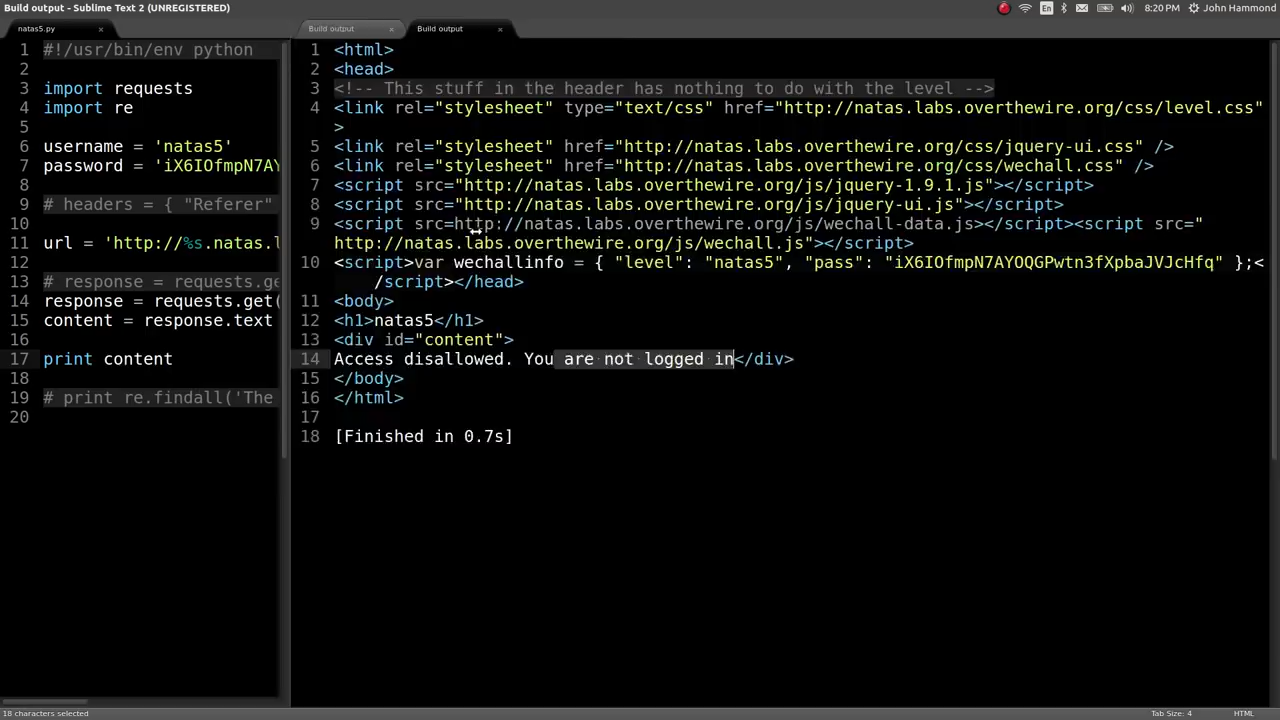 Build output - Sublime Text 2 (UNREGISTERED)
En
8:20 PM
John Hammond
natas5.py
Build output
Build output
1 #!/usr/bin/env python
2
3 import requests
4 import re
5
6 username = 'natas5'
7 password = 'iX6IOfmpN7AY
8
9 # headers = { "Referer"
10
11 url = 'http://%s.natas.l
12
13 # response = requests.ge
14 response = requests.get(
15 content = response.text
16
17 print content
18
19 # print re.findall('The
20
1 <html>
2 <head>
3 <!-- This stuff in the header has nothing to do with the level -->
4 <link rel="stylesheet" type="text/css" href="http://natas.labs.overthewire.org/css/level.css"
>
5 <link rel="stylesheet" href="http://natas.labs.overthewire.org/css/jquery-ui.css" />
6 <link rel="stylesheet" href="http://natas.labs.overthewire.org/css/wechall.css" />
7 <script src="http://natas.labs.overthewire.org/js/jquery-1.9.1.js"></script>
8 <script src="http://natas.labs.overthewire.org/js/jquery-ui.js"></script>
9 <script src=http://natas.labs.overthewire.org/js/wechall-data.js></script><script src="
http://natas.labs.overthewire.org/js/wechall.js"></script>
10 <script>var wechallinfo = { "level": "natas5", "pass": "iX6IOfmpN7AYOQGPwtn3fXpbaJVJcHfq" };<
/script></head>
11 <body>
12 <h1>natas5</h1>
13 <div id="content">
14 Access disallowed. You are not logged in</div>
15 </body>
16 </html>
17
18 [Finished in 0.7s]
18 characters selected
Tab Size: 4
HTML